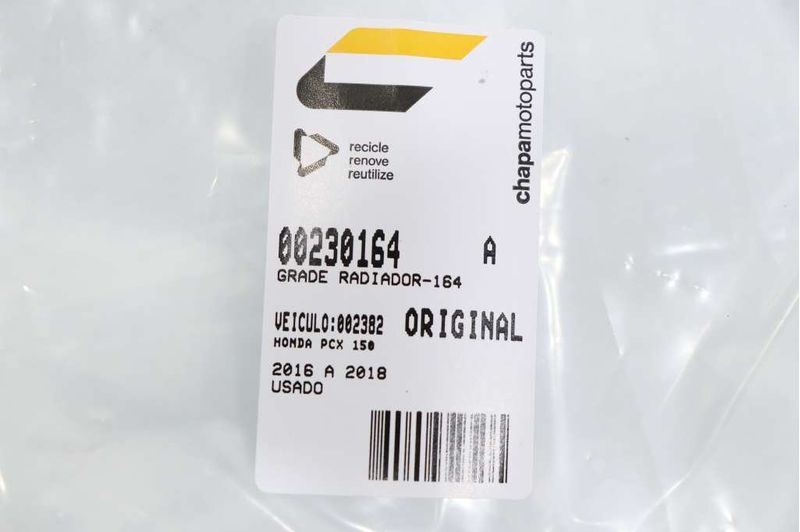 chapamotoparts
recicle
renove
reutilize
00230164 A
GRADE RADIADOR-164
VEICULO:002382 ORIGINAL
HONDA PCX 150
2016 A 2018
USADO